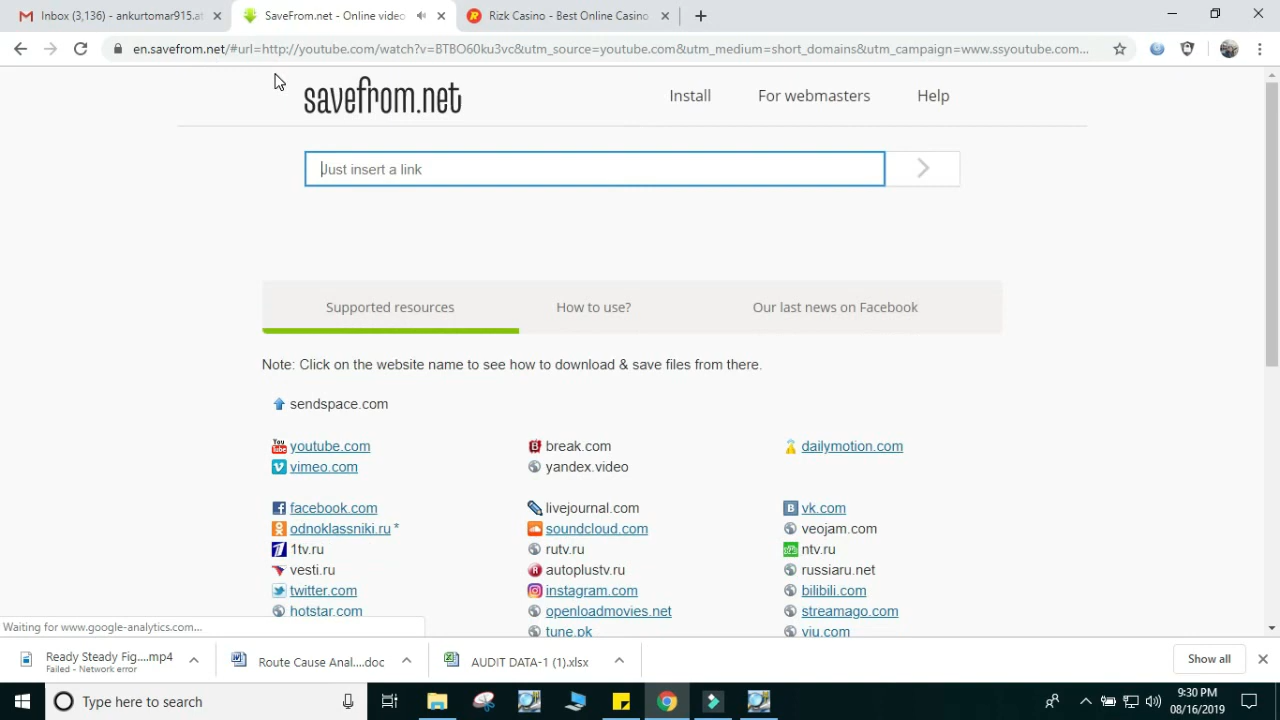 Inbox (3,136) - ankurtomar915.at
SaveFrom.net - Online video
Rizk Casino - Best Online Casino
en.savefrom.net/#url=http://youtube.com/watch?v=BTBO60ku3vc&utm_source=youtube.com&utm_medium=short_domains&utm_campaign=www.ssyoutube.com...
savefrom.net
Install
For webmasters
Help
Just insert a link
Supported resources
How to use?
Our last news on Facebook
Note: Click on the website name to see how to download & save files from there.
sendspace.com
youtube.com break.com dailymotion.com
vimeo.com yandex.video
facebook.com livejournal.com vk.com
odnoklassniki.ru * soundcloud.com veojam.com
1tv.ru rutv.ru ntv.ru
vesti.ru autoplustv.ru russiaru.net
twitter.com instagram.com bilibili.com
hotstar.com openloadmovies.net streamago.com
tune.pk viu.com
Waiting for www.google-analytics.com...
Ready Steady Fig....mp4
Failed - Network error
Route Cause Anal....doc
AUDIT DATA-1 (1).xlsx
Show all
Type here to search
9:30 PM
08/16/2019